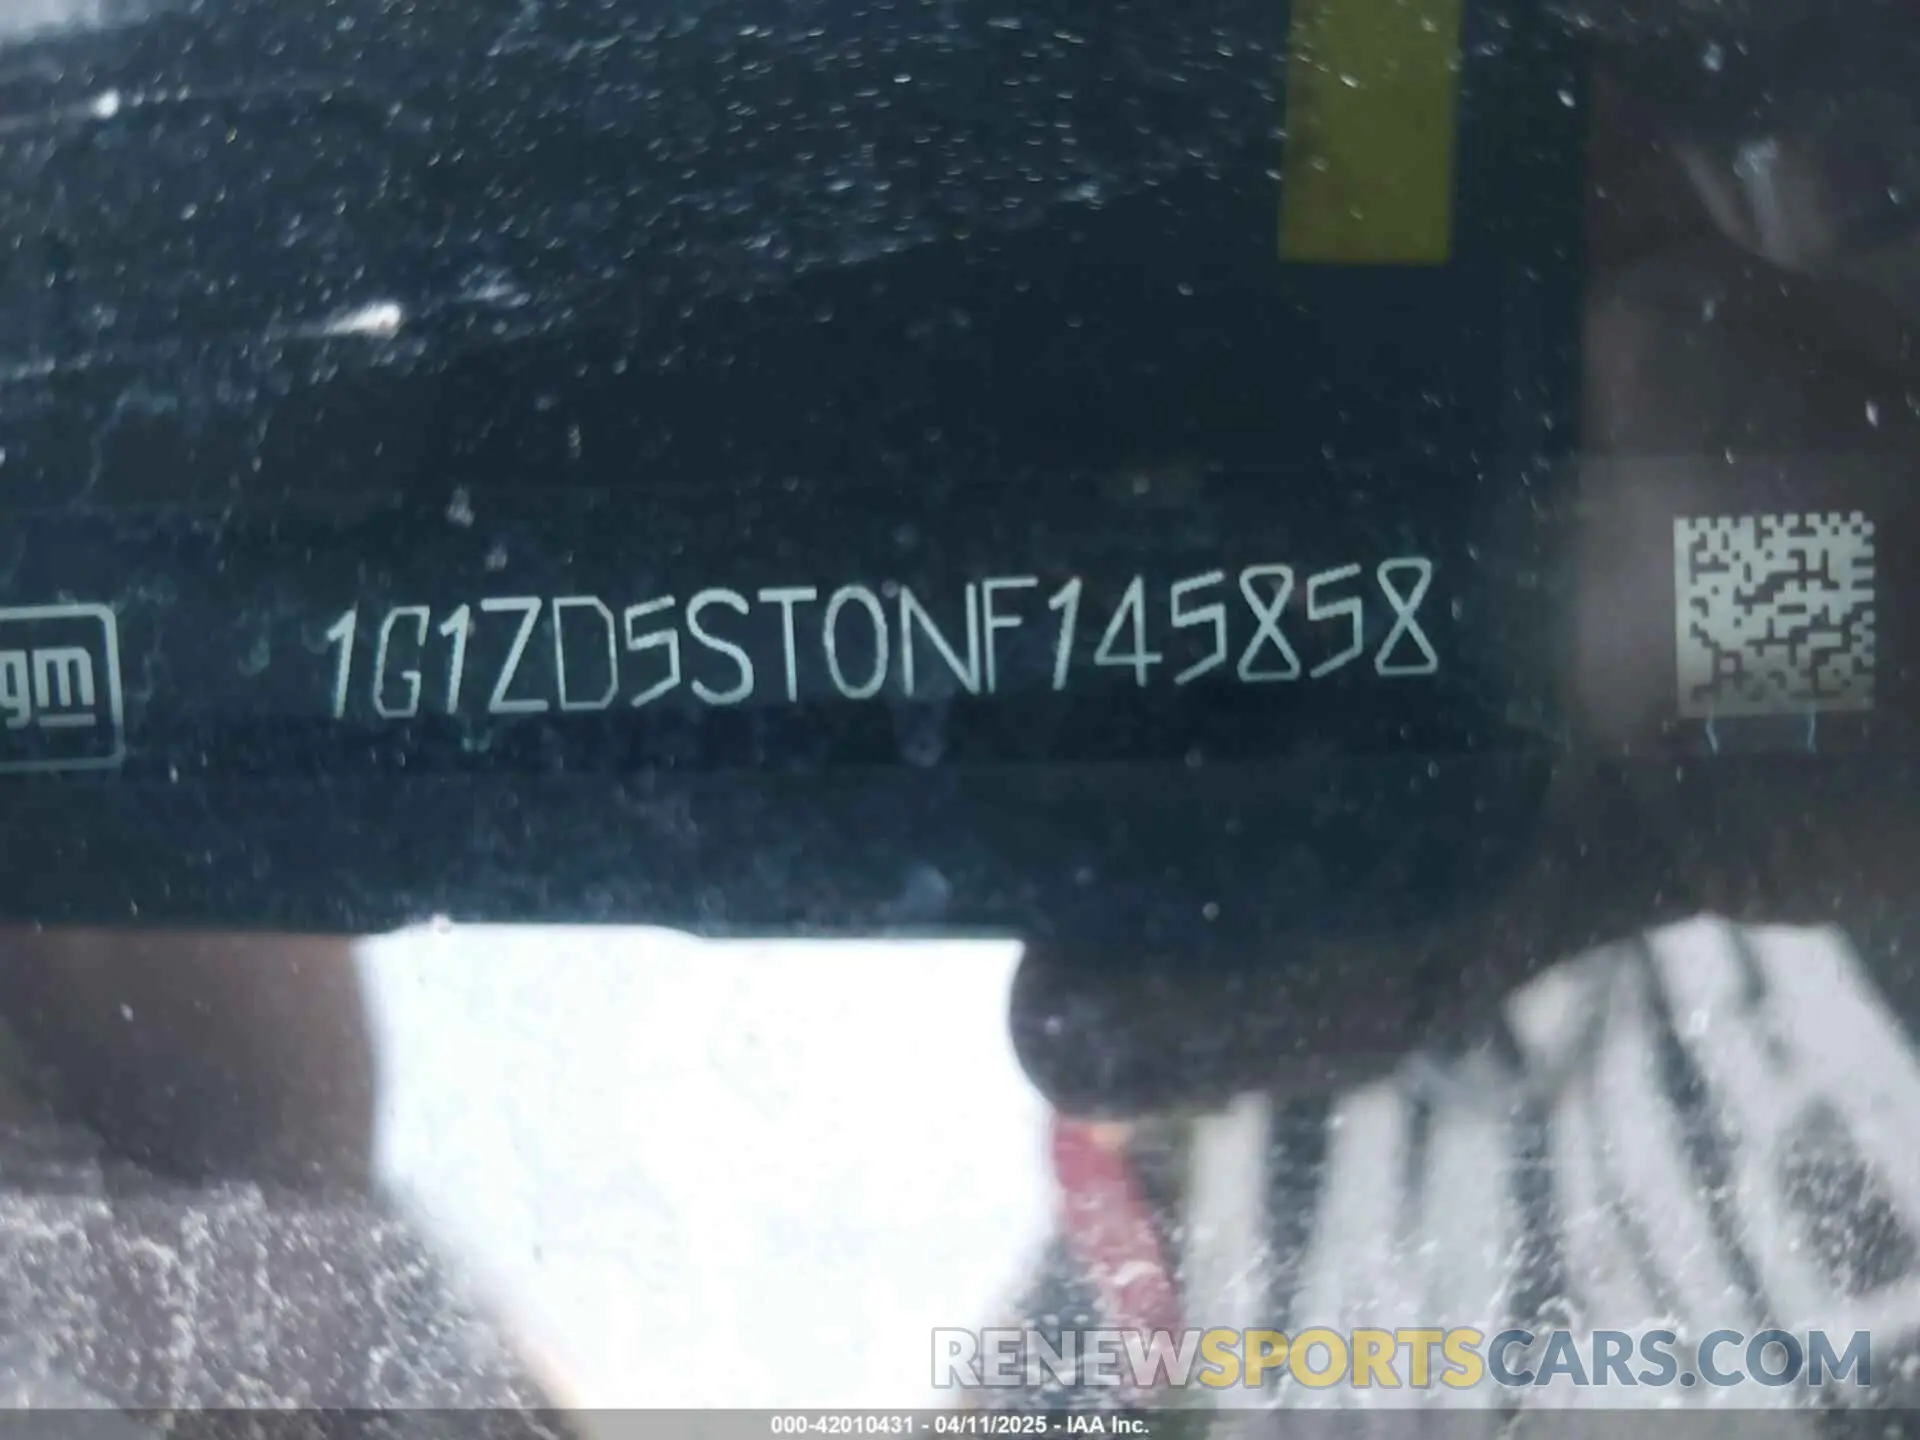 gm
1G1ZD5ST0NF145858
RENEWSPORTSCARS.COM
000-42010431 - 04/11/2025 - IAA Inc.